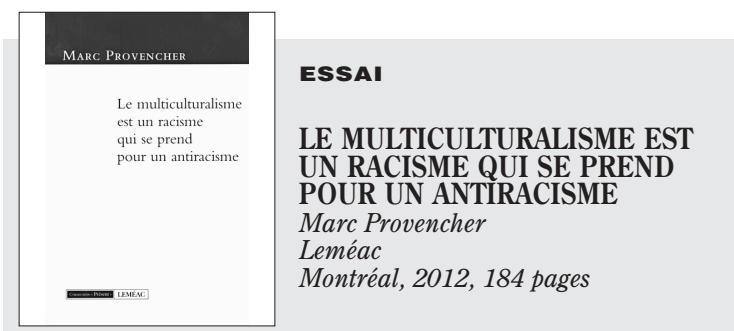 MARC PROVENCHER
Le multiculturalisme
est un racisme
qui se prend
pour un antiracisme
LEMÉAC
ESSAI
LE MULTICULTURALISME EST
UN RACISME QUI SE PREND
POUR UN ANTIRACISME
Marc Provencher
Leméac
Montréal, 2012, 184 pages